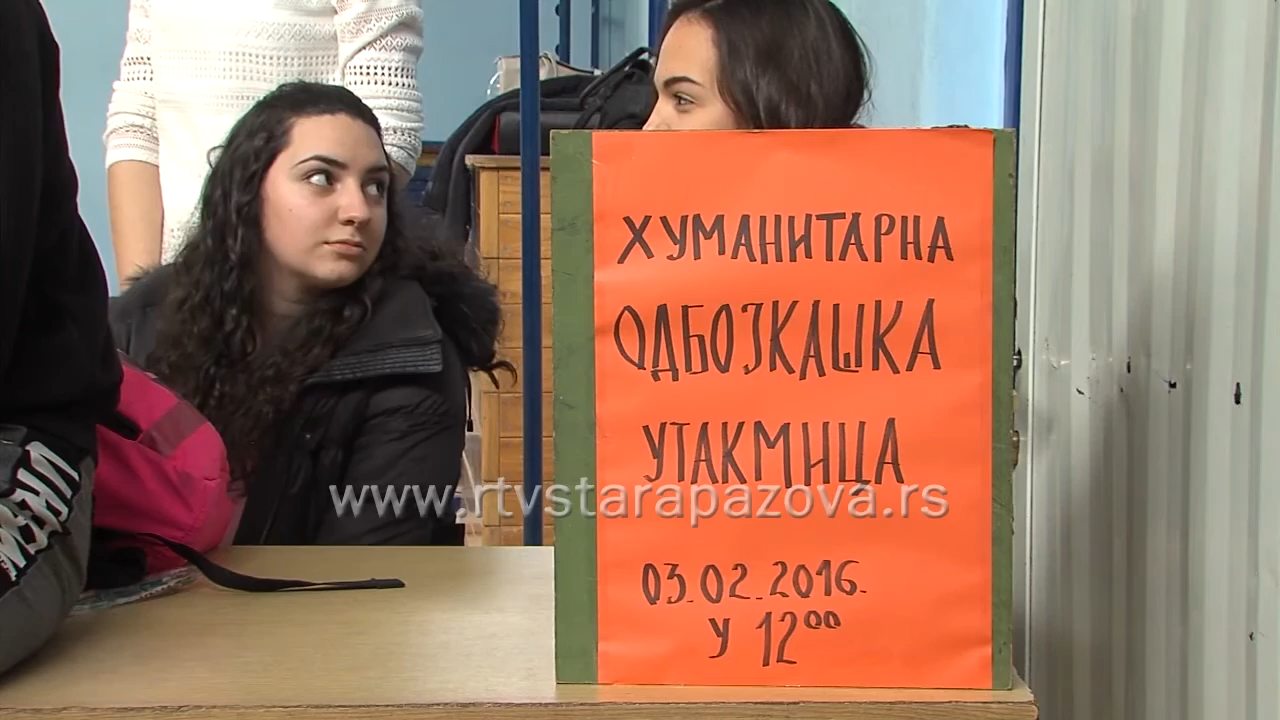 ХУМАНИТАРНА
ОДБОЈКАШКА
УТАКМИЦА
www.rtvstarapazova.rs
03.02.2016.
У 12⁰⁰